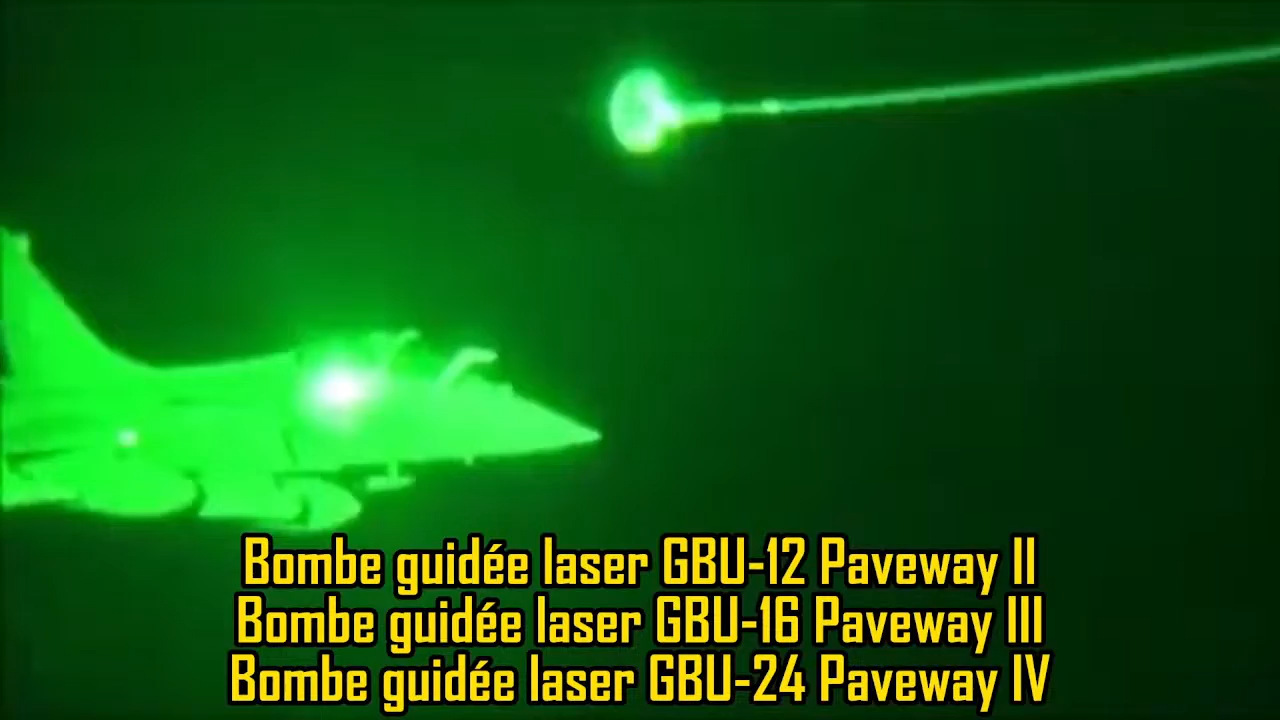 Bombe guidée laser GBU-12 Paveway II
Bombe guidée laser GBU-16 Paveway III
Bombe guidée laser GBU-24 Paveway IV